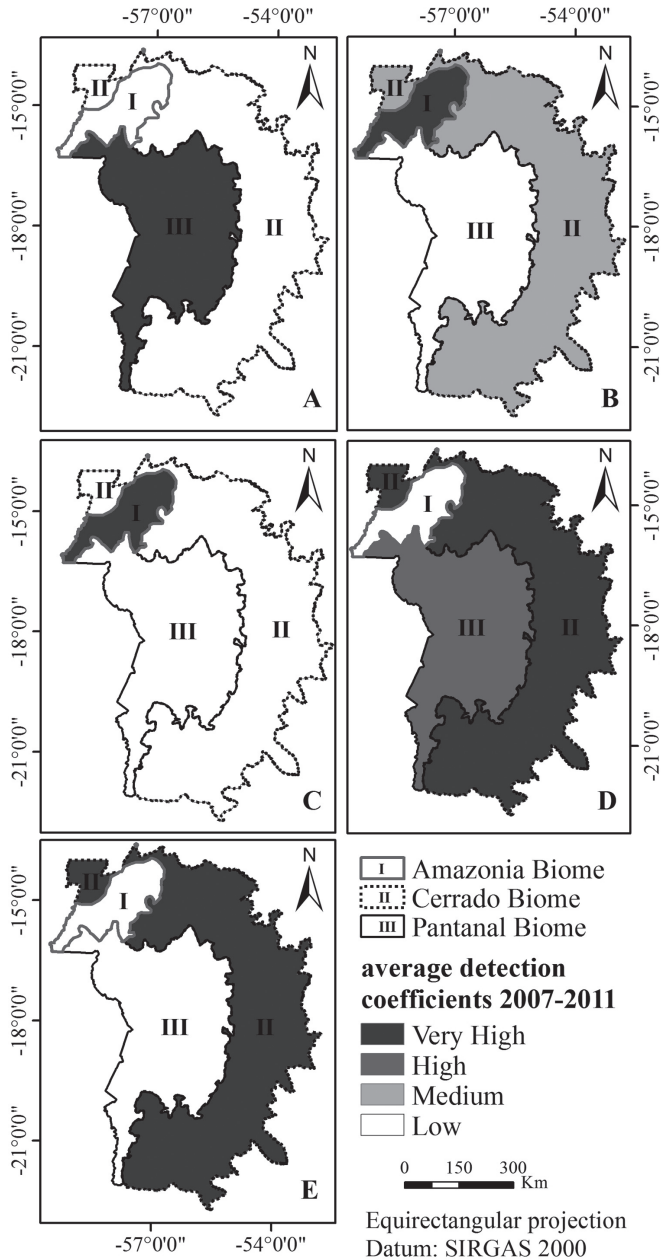 -57°0'0" -54°0'0" -57°0'0" -54°0'0"
N
II
I
-15°0'0"
III
II
-18°0'0"
-21°0'0"
A
N
II
I
-15°0'0"
III
II
-18°0'0"
-21°0'0"
B
N
II
I
-15°0'0"
III
II
-18°0'0"
-21°0'0"
C
N
II
I
-15°0'0"
III
II
-18°0'0"
-21°0'0"
D
N
II
I
-15°0'0"
III
II
-18°0'0"
-21°0'0"
E
-57°0'0" -54°0'0"
I Amazonia Biome
II Cerrado Biome
III Pantanal Biome
average detection
coefficients 2007-2011
Very High
High
Medium
Low
0 150 300
Km
Equirectangular projection
Datum: SIRGAS 2000